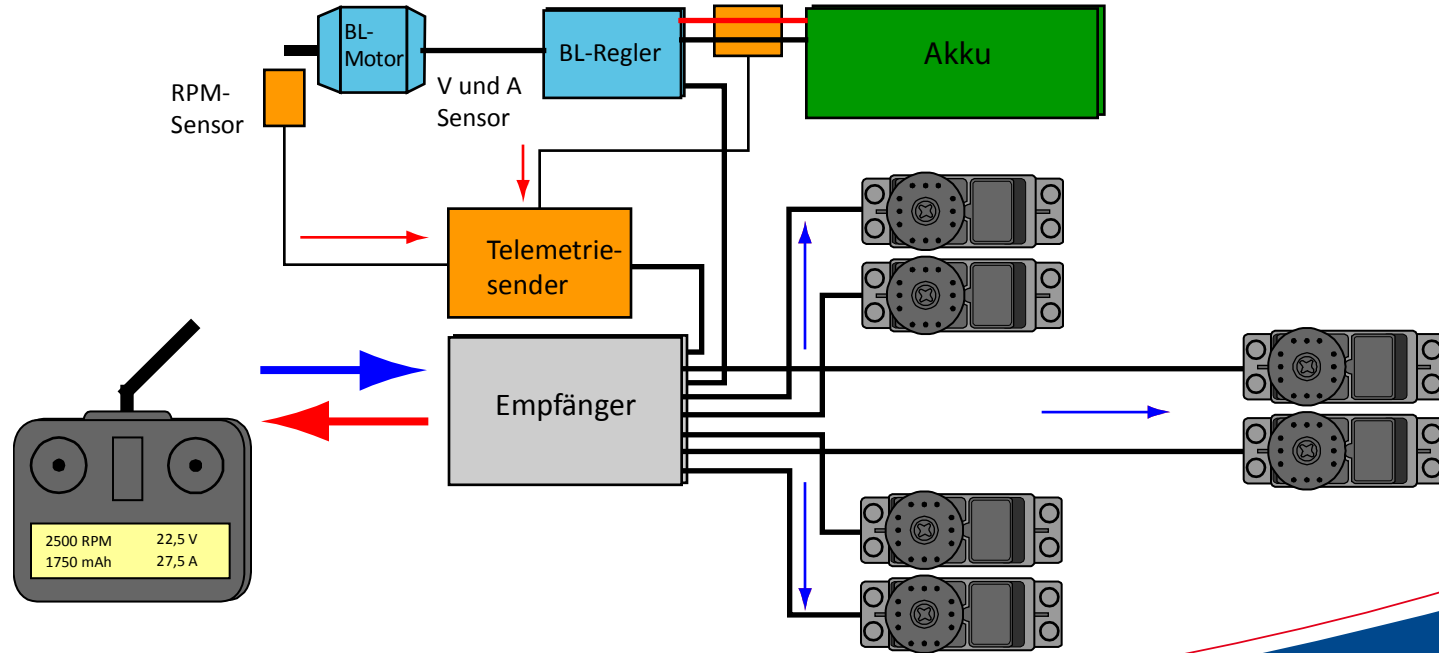 BL-
Motor
BL-Regler
Akku
RPM-
Sensor
V und A
Sensor
Telemetrie-
sender
Empfänger
2500 RPM 22,5 V
1750 mAh 27,5 A